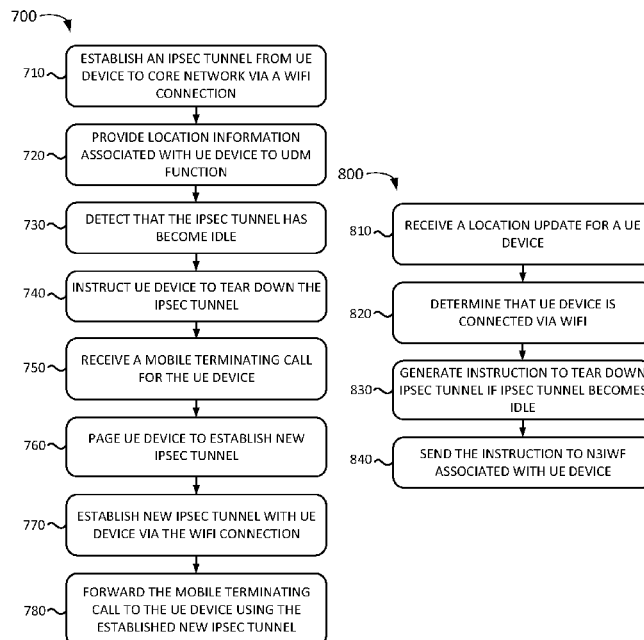 700
710
ESTABLISH AN IPSEC TUNNEL FROM UE
DEVICE TO CORE NETWORK VIA A WIFI
CONNECTION
720
PROVIDE LOCATION INFORMATION
ASSOCIATED WITH UE DEVICE TO UDM
FUNCTION
730
DETECT THAT THE IPSEC TUNNEL HAS
BECOME IDLE
740
INSTRUCT UE DEVICE TO TEAR DOWN THE
IPSEC TUNNEL
750
RECEIVE A MOBILE TERMINATING CALL
FOR THE UE DEVICE
760
PAGE UE DEVICE TO ESTABLISH NEW
IPSEC TUNNEL
770
ESTABLISH NEW IPSEC TUNNEL WITH UE
DEVICE VIA THE WIFI CONNECTION
780
FORWARD THE MOBILE TERMINATING
CALL TO THE UE DEVICE USING THE
ESTABLISHED NEW IPSEC TUNNEL
800
810
RECEIVE A LOCATION UPDATE FOR A UE
DEVICE
820
DETERMINE THAT UE DEVICE IS
CONNECTED VIA WIFI
830
GENERATE INSTRUCTION TO TEAR DOWN
IPSEC TUNNEL IF IPSEC TUNNEL BECOMES
IDLE
840
SEND THE INSTRUCTION TO N3IWF
ASSOCIATED WITH UE DEVICE